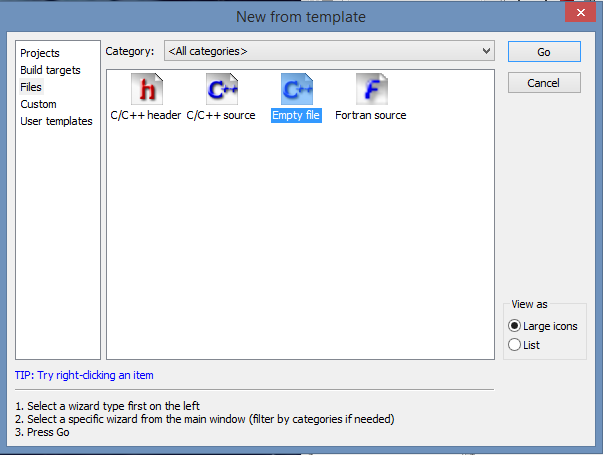 New from template
Projects
Build targets
Files
Custom
User templates
Category: <All categories>
Go
Cancel
h C++ C++ F
C/C++ header C/C++ source Empty file Fortran source
View as
Large icons
List
TIP: Try right-clicking an item
1. Select a wizard type first on the left
2. Select a specific wizard from the main window (filter by categories if needed)
3. Press Go